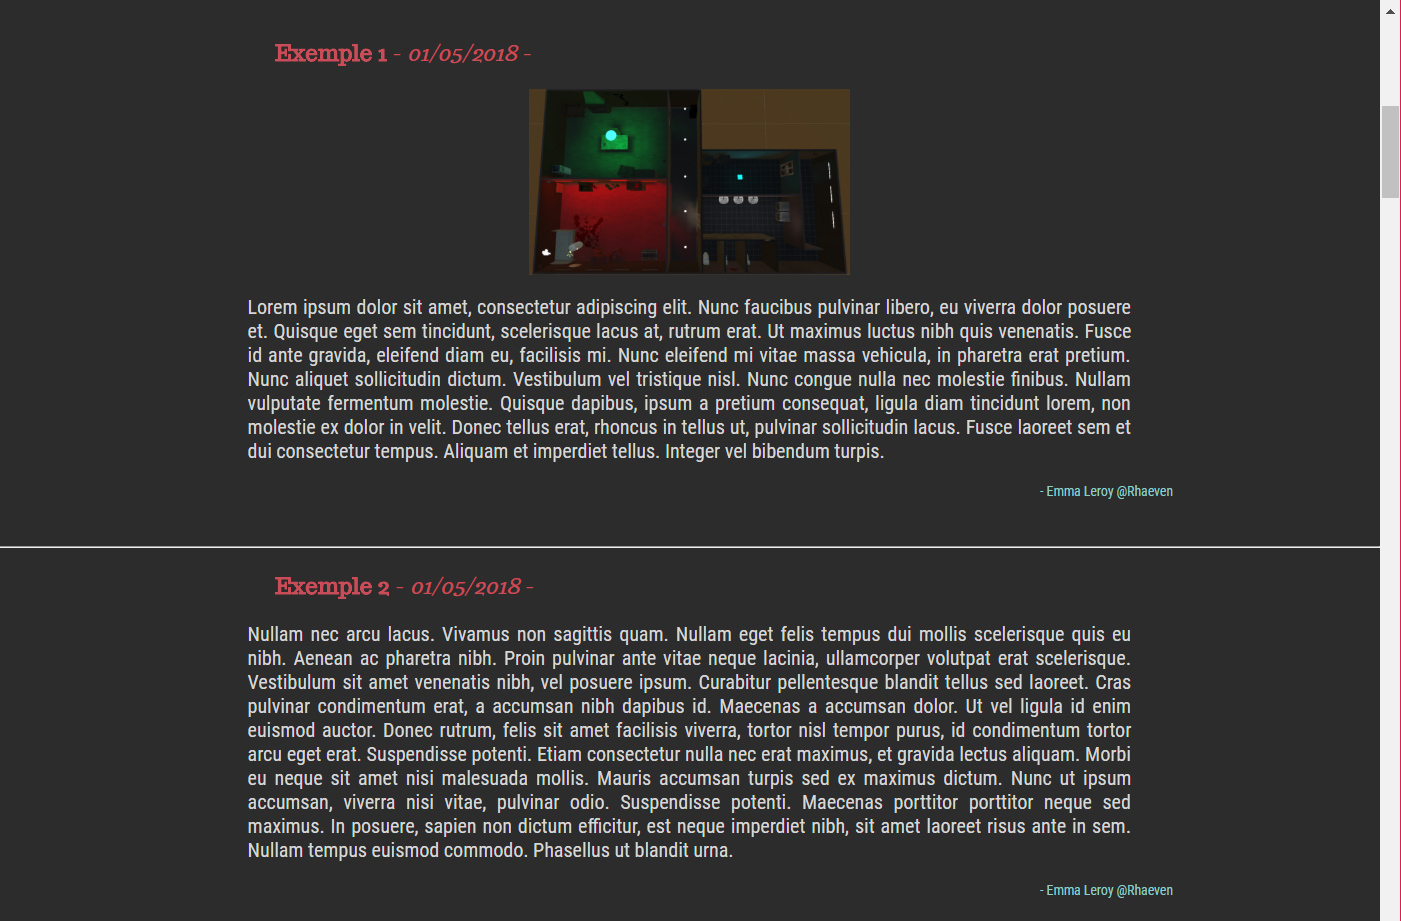 Exemple 1 - 01/05/2018 -
Lorem ipsum dolor sit amet, consectetur adipiscing elit. Nunc faucibus pulvinar libero, eu viverra dolor posuere
et. Quisque eget sem tincidunt, scelerisque lacus at, rutrum erat. Ut maximus luctus nibh quis venenatis. Fusce
id ante gravida, eleifend diam eu, facilisis mi. Nunc eleifend mi vitae massa vehicula, in pharetra erat pretium.
Nunc aliquet sollicitudin dictum. Vestibulum vel tristique nisl. Nunc congue nulla nec molestie finibus. Nullam
vulputate fermentum molestie. Quisque dapibus, ipsum a pretium consequat, ligula diam tincidunt lorem, non
molestie ex dolor in velit. Donec tellus erat, rhoncus in tellus ut, pulvinar sollicitudin lacus. Fusce laoreet sem et
dui consectetur tempus. Aliquam et imperdiet tellus. Integer vel bibendum turpis.
- Emma Leroy @Rhaeven
Exemple 2 - 01/05/2018 -
Nullam nec arcu lacus. Vivamus non sagittis quam. Nullam eget felis tempus dui mollis scelerisque quis eu
nibh. Aenean ac pharetra nibh. Proin pulvinar ante vitae neque lacinia, ullamcorper volutpat erat scelerisque.
Vestibulum sit amet venenatis nibh, vel posuere ipsum. Curabitur pellentesque blandit tellus sed laoreet. Cras
pulvinar condimentum erat, a accumsan nibh dapibus id. Maecenas a accumsan dolor. Ut vel ligula id enim
euismod auctor. Donec rutrum, felis sit amet facilisis viverra, tortor nisl tempor purus, id condimentum tortor
arcu eget erat. Suspendisse potenti. Etiam consectetur nulla nec erat maximus, et gravida lectus aliquam. Morbi
eu neque sit amet nisi malesuada mollis. Mauris accumsan turpis sed ex maximus dictum. Nunc ut ipsum
accumsan, viverra nisi vitae, pulvinar odio. Suspendisse potenti. Maecenas porttitor porttitor neque sed
maximus. In posuere, sapien non dictum efficitur, est neque imperdiet nibh, sit amet laoreet risus ante in sem.
Nullam tempus euismod commodo. Phasellus ut blandit urna.
- Emma Leroy @Rhaeven